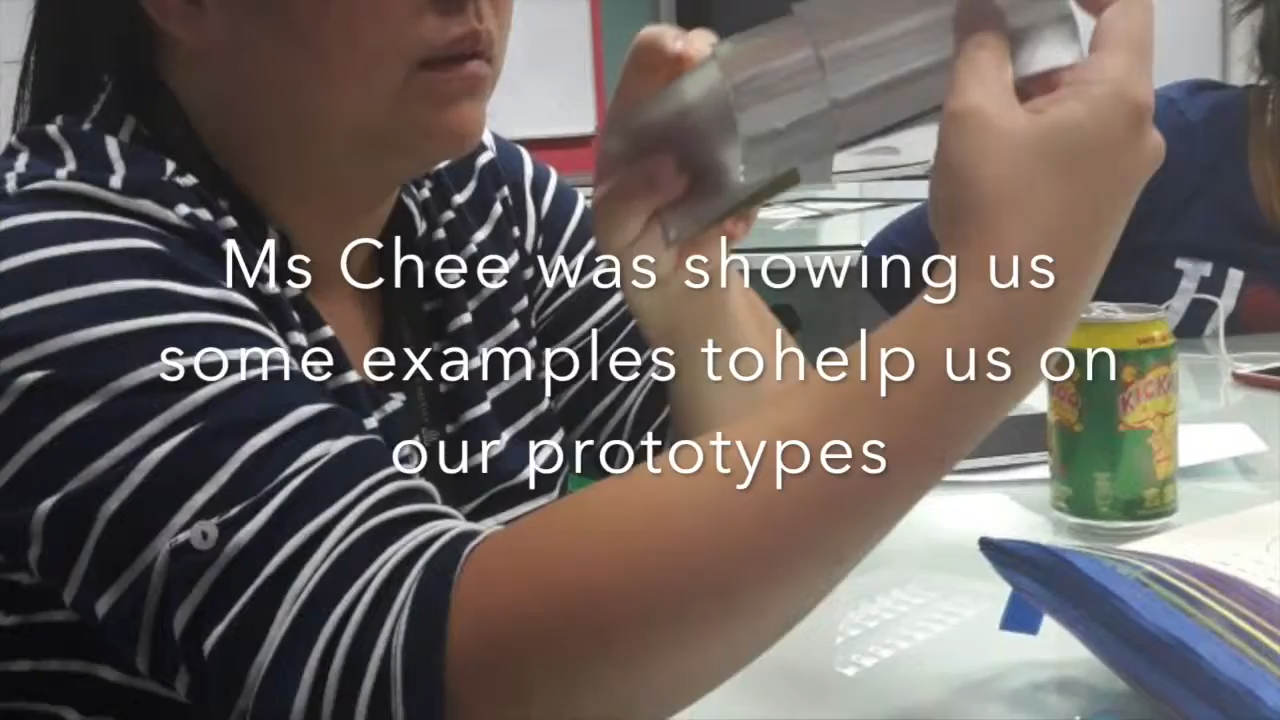 Ms Chee was showing us
some examples tohelp us on
our prototypes